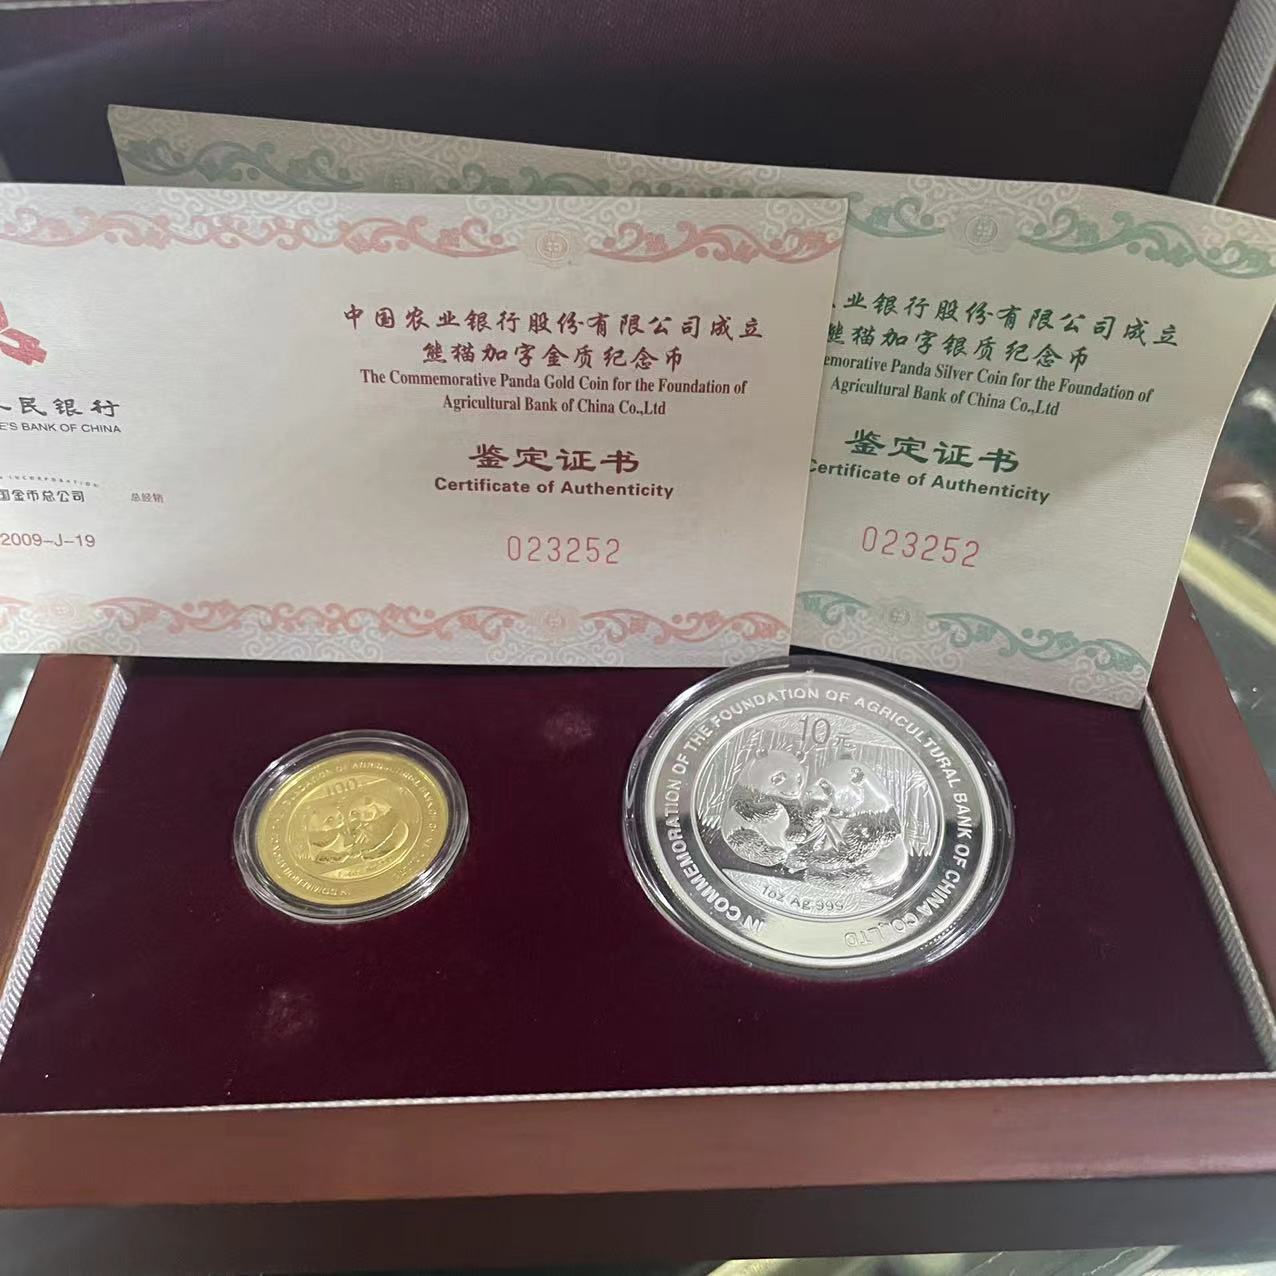 中国农业银行股份有限公司成立
熊猫加字金质纪念币
The Commemorative Panda Gold Coin for the Foundation of
Agricultural Bank of China Co.,Ltd
鉴定证书
Certificate of Authenticity
023252
人民银行
E'S BANK OF CHINA
INCORPORATION
国金币总公司 总经销
2009-J-19
业银行股份有限公司成立
熊猫加字银质纪念币
emorative Panda Silver Coin for the Foundation of
Agricultural Bank of China Co.,Ltd
鉴定证书
Certificate of Authenticity
023252
IN COMMEMORATION OF THE FOUNDATION OF AGRICULTURAL BANK OF CHINA CO.,LTD
10元
1oz Ag.999
100